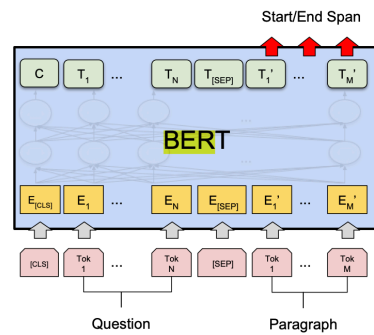 Start/End Span
C T1 ... TN T[SEP] T1' ... TM'
BERT
E[CLS] E1 ... EN E[SEP] E1' ... EM'
[CLS] Tok 1 ... Tok N [SEP] Tok 1 ... Tok M
Question Paragraph